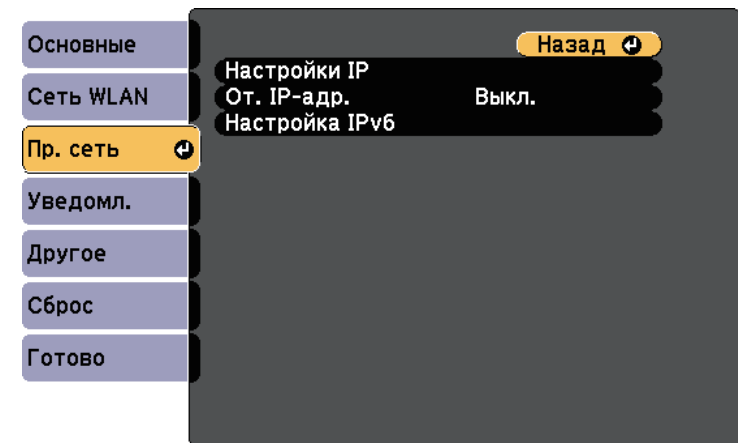 Основные
Сеть WLAN
Пр. сеть
Уведомл.
Другое
Сброс
Готово
Назад
Настройки IP
От. IP-адр. Выкл.
Настройка IPv6